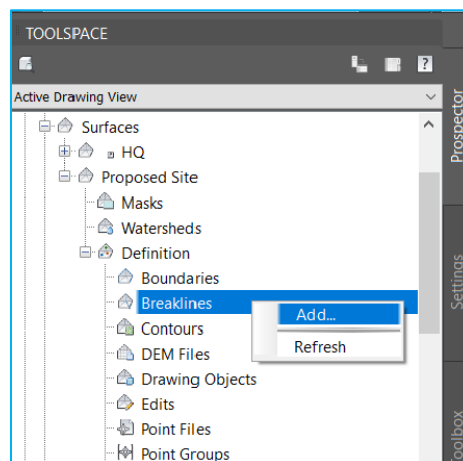 TOOLSPACE
?
Active Drawing View
Surfaces
HQ
Proposed Site
Masks
Watersheds
Definition
Boundaries
Breaklines
Add...
Contours
Refresh
DEM Files
Drawing Objects
Edits
Point Files
Point Groups
Prospector
Settings
Toolbox